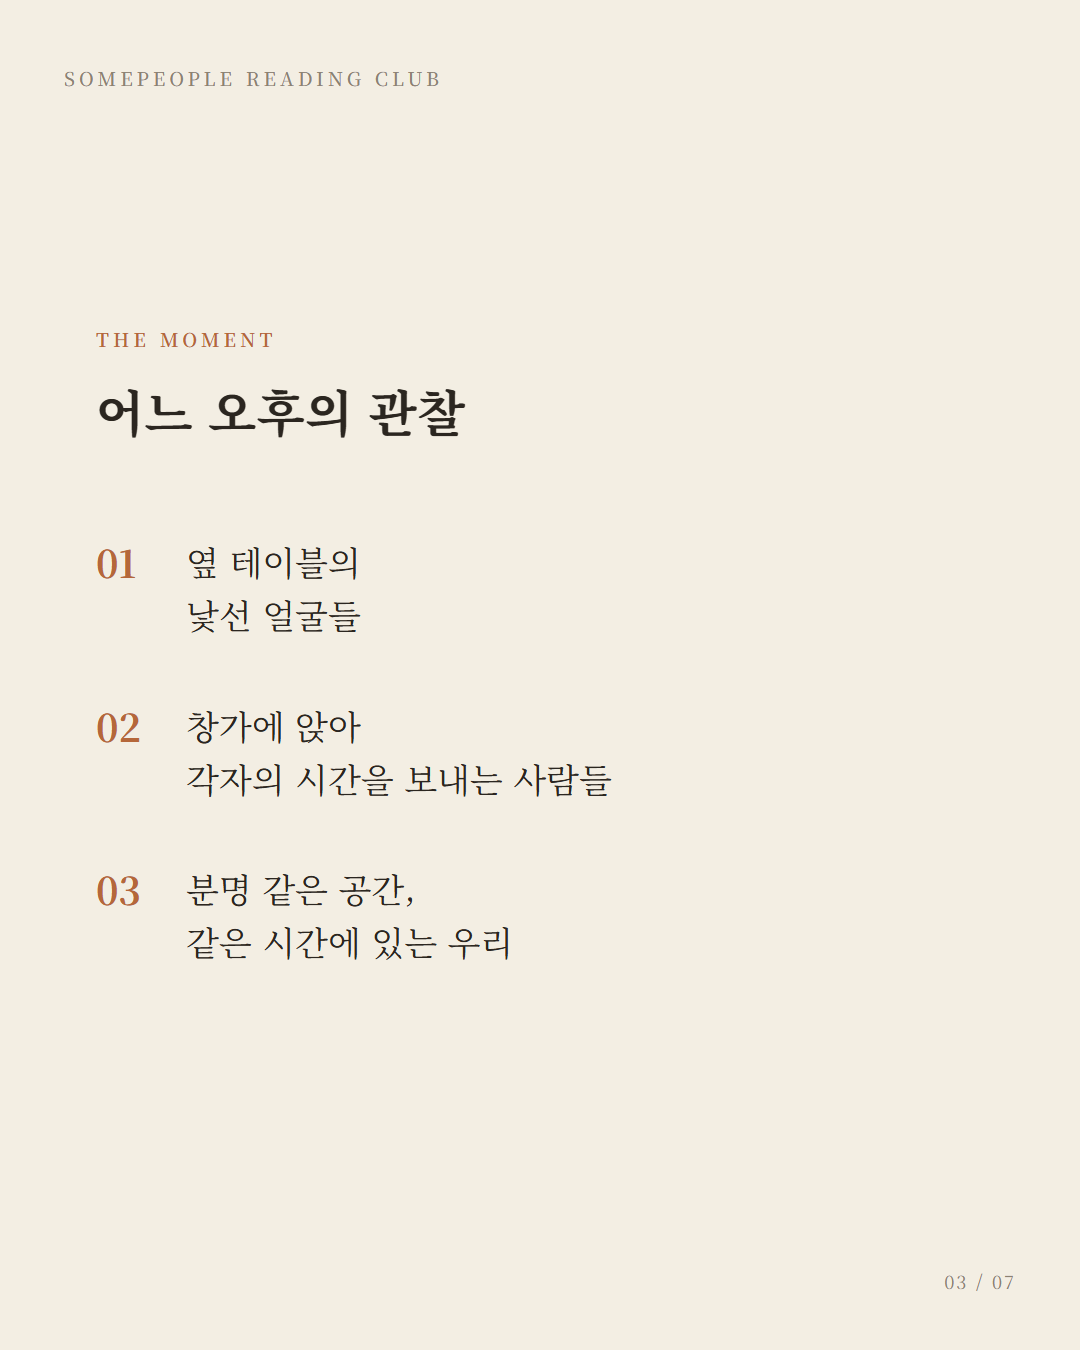 SOMEPEOPLE READING CLUB
THE MOMENT
어느 오후의 관찰
01 옆 테이블의
낯선 얼굴들
02 창가에 앉아
각자의 시간을 보내는 사람들
03 분명 같은 공간,
같은 시간에 있는 우리
03 / 07